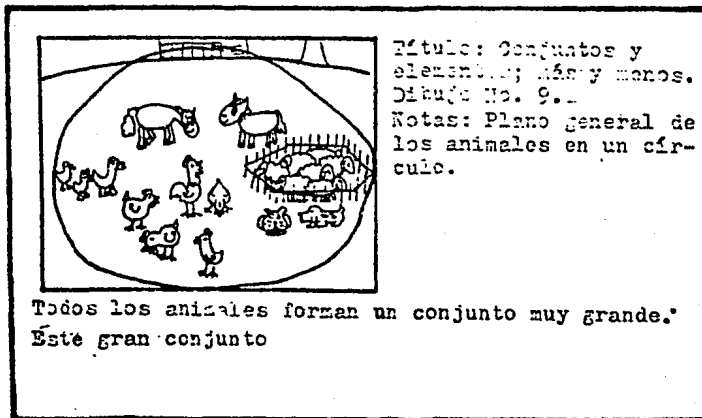 Título: Conjuntos y
elementos; más y menos.
Dibujo No. 9.
Notas: Plano general de
los animales en un cír-
culo.
Todos los animales forman un conjunto muy grande.
Este gran conjunto